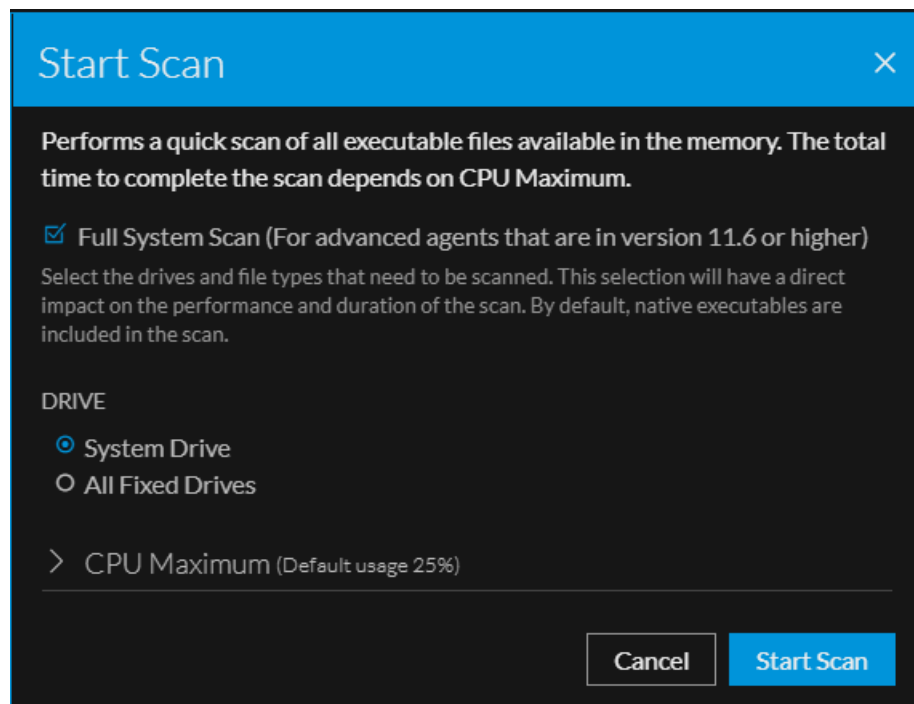 Start Scan
Performs a quick scan of all executable files available in the memory. The total
time to complete the scan depends on CPU Maximum.
Full System Scan (For advanced agents that are in version 11.6 or higher)
Select the drives and file types that need to be scanned. This selection will have a direct
impact on the performance and duration of the scan. By default, native executables are
included in the scan.
DRIVE
System Drive
All Fixed Drives
CPU Maximum (Default usage 25%)
Cancel
Start Scan